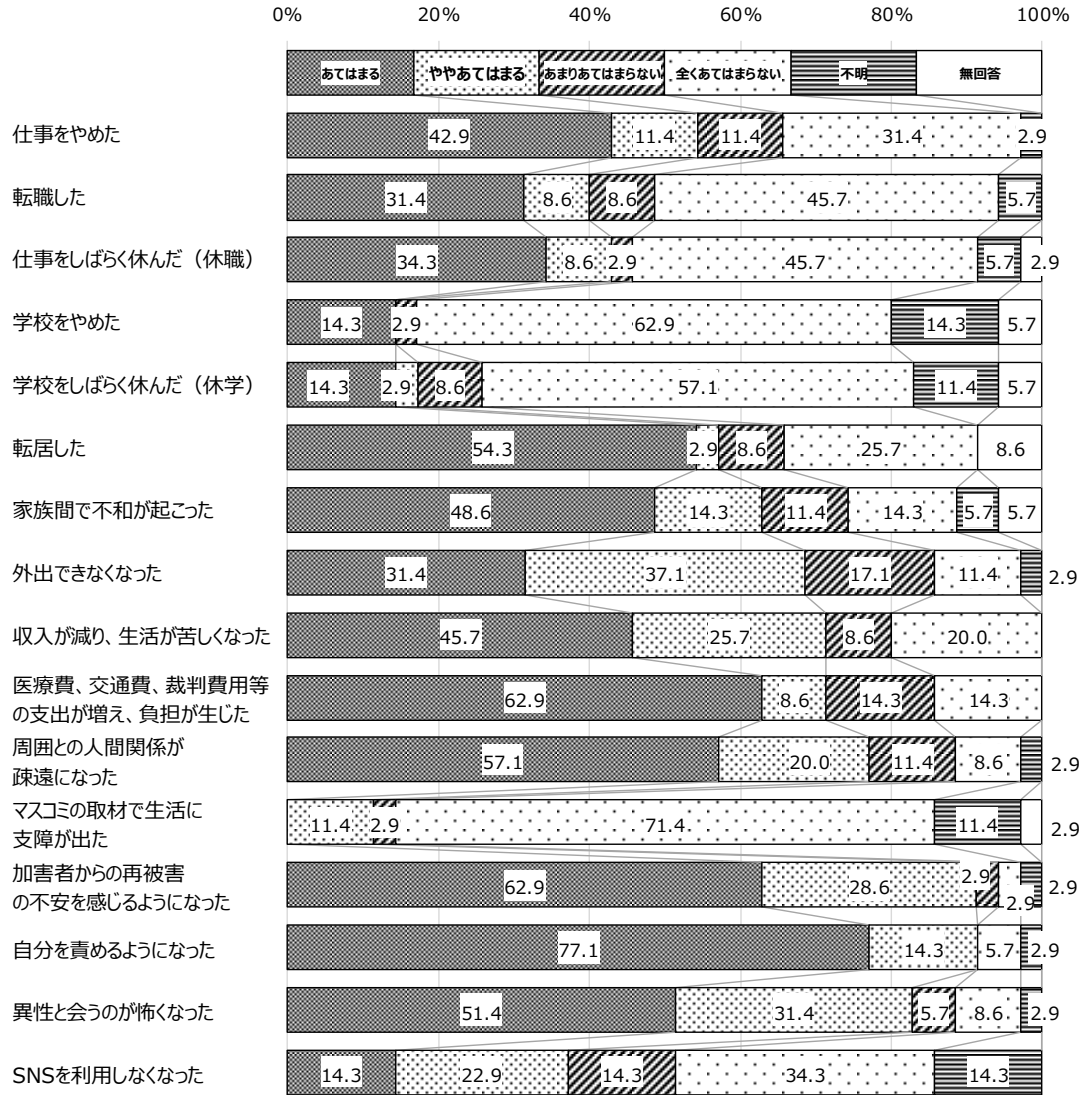 0% 20% 40% 60% 80% 100%
あてはまる ややあてはまる あまりあてはまらない 全くあてはまらない 不明 無回答
仕事をやめた 42.9 11.4 11.4 31.4 2.9
転職した 31.4 8.6 8.6 45.7 5.7
仕事をしばらく休んだ（休職） 34.3 8.6 2.9 45.7 5.7 2.9
学校をやめた 14.3 2.9 62.9 14.3 5.7
学校をしばらく休んだ（休学） 14.3 2.9 8.6 57.1 11.4 5.7
転居した 54.3 2.9 8.6 25.7 8.6
家族間で不和が起こった 48.6 14.3 11.4 14.3 5.7 5.7
外出できなくなった 31.4 37.1 17.1 11.4 2.9
収入が減り、生活が苦しくなった 45.7 25.7 8.6 20.0
医療費、交通費、裁判費用等
の支出が増え、負担が生じた 62.9 8.6 14.3 14.3
周囲との人間関係が
疎遠になった 57.1 20.0 11.4 8.6 2.9
マスコミの取材で生活に
支障が出た 11.4 2.9 71.4 11.4 2.9
加害者からの再被害
の不安を感じるようになった 62.9 28.6 2.9 2.9 2.9
自分を責めるようになった 77.1 14.3 5.7 2.9
異性と会うのが怖くなった 51.4 31.4 5.7 8.6 2.9
SNSを利用しなくなった 14.3 22.9 14.3 34.3 14.3